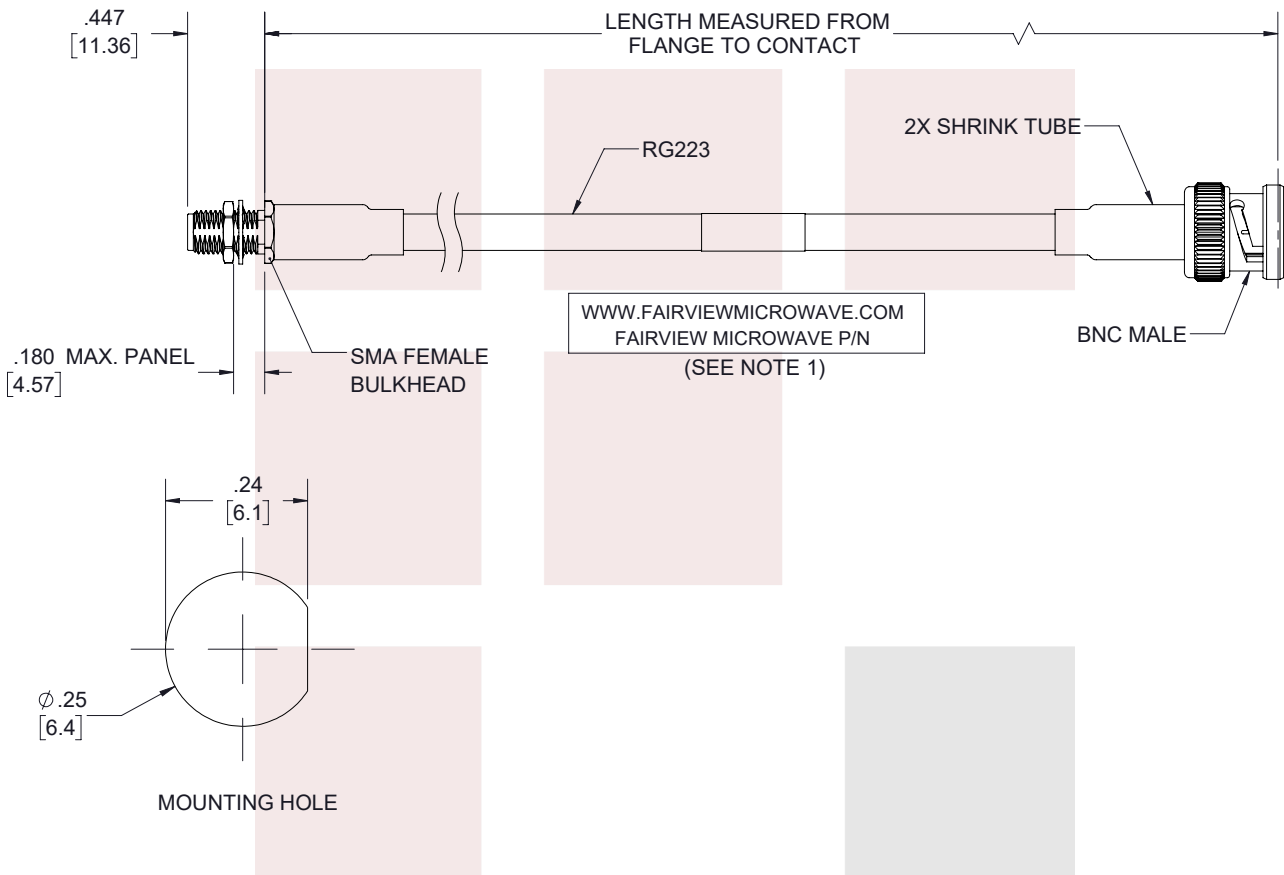 .447
[11.36]
LENGTH MEASURED FROM
FLANGE TO CONTACT
2X SHRINK TUBE
RG223
WWW.FAIRVIEWMICROWAVE.COM
FAIRVIEW MICROWAVE P/N
(SEE NOTE 1)
BNC MALE
.180 MAX. PANEL
[4.57]
SMA FEMALE
BULKHEAD
.24
[6.1]
Ø.25
[6.4]
MOUNTING HOLE